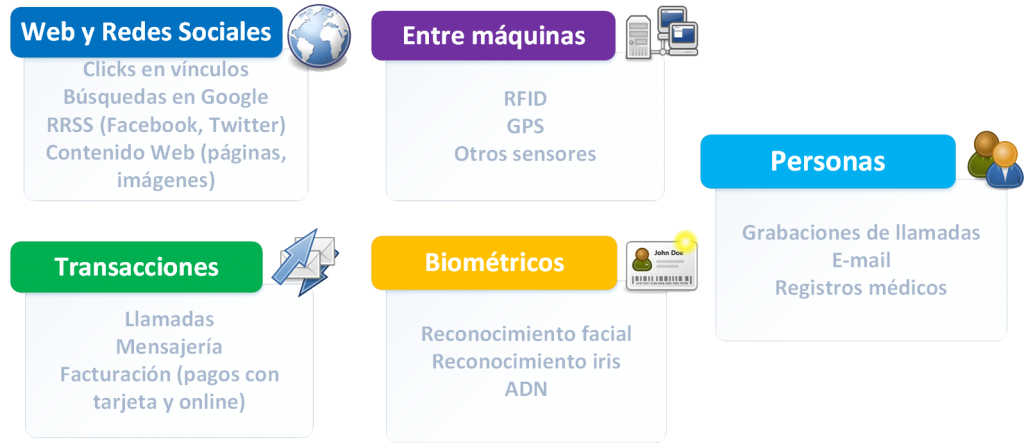 Web y Redes Sociales
Clicks en vínculos
Búsquedas en Google
RRSS (Facebook, Twitter)
Contenido Web (páginas,
imágenes)
Entre máquinas
RFID
GPS
Otros sensores
Personas
Grabaciones de llamadas
E-mail
Registros médicos
Transacciones
Llamadas
Mensajería
Facturación (pagos con
tarjeta y online)
Biométricos
John Doe
Reconocimiento facial
Reconocimiento iris
ADN